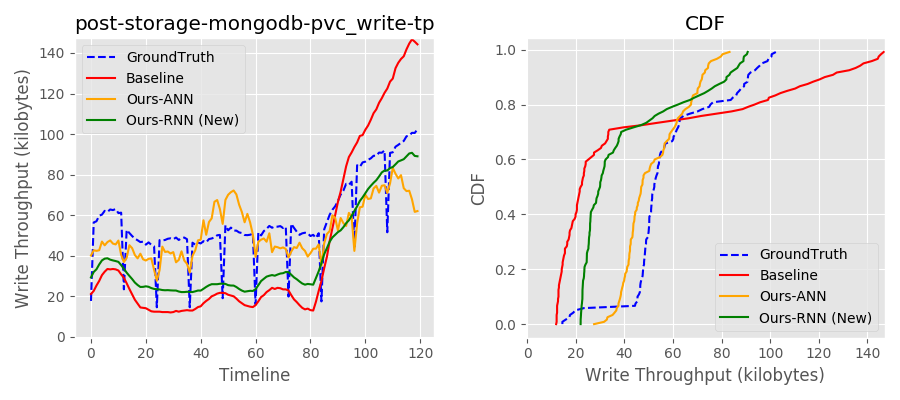 post-storage-mongodb-pvc_write-tp
GroundTruth
Baseline
Ours-ANN
Ours-RNN (New)
Write Throughput (kilobytes)
140
120
100
80
60
40
20
0
0 20 40 60 80 100 120
Timeline
CDF
CDF
1.0
0.8
0.6
0.4
0.2
0.0
GroundTruth
Baseline
Ours-ANN
Ours-RNN (New)
0 20 40 60 80 100 120 140
Write Throughput (kilobytes)